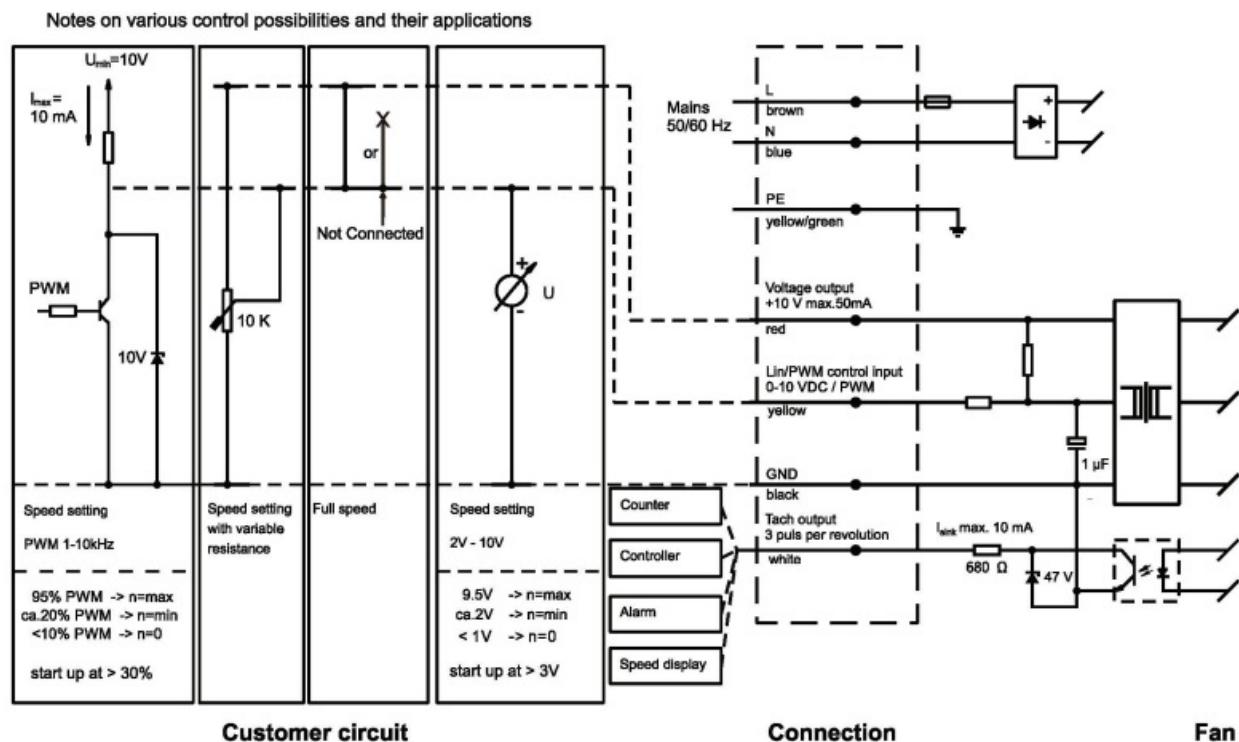 Notes on various control possibilities and their applications
Umin=10V
Imax=
10 mA
PWM
10V
Speed setting
PWM 1-10kHz
95% PWM -> n=max
ca.20% PWM -> n=min
<10% PWM -> n=0
start up at > 30%
10 K
Speed setting
with variable
resistance
X
or
Not Connected
Full speed
+
U
-
Speed setting
2V - 10V
9.5V -> n=max
ca.2V -> n=min
< 1V -> n=0
start up at > 3V
Counter
Controller
Alarm
Speed display
Mains
50/60 Hz
L
brown
N
blue
PE
yellow/green
Voltage output
+10 V max.50mA
red
Lin/PWM control input
0-10 VDC / PWM
yellow
GND
black
Tach output
3 puls per revolution
white
+
-
1 µF
Isink max. 10 mA
680 Ω
47 V
Customer circuit
Connection
Fan